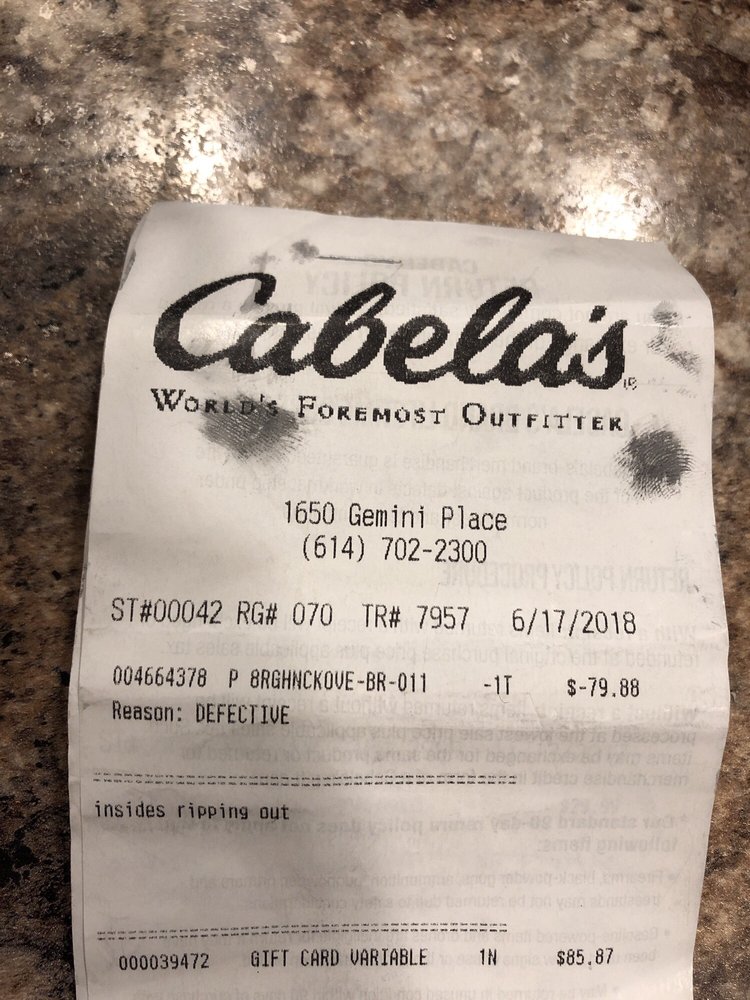 Cabela's
WORLD'S FOREMOST OUTFITTER
1650 Gemini Place
(614) 702-2300
ST#00042 RG# 070 TR# 7957 6/17/2018
004664378 P 8RGHNCKOVE-BR-011 -1T $-79.88
Reason: DEFECTIVE
insides ripping out
000039472 GIFT CARD VARIABLE 1N $85.87